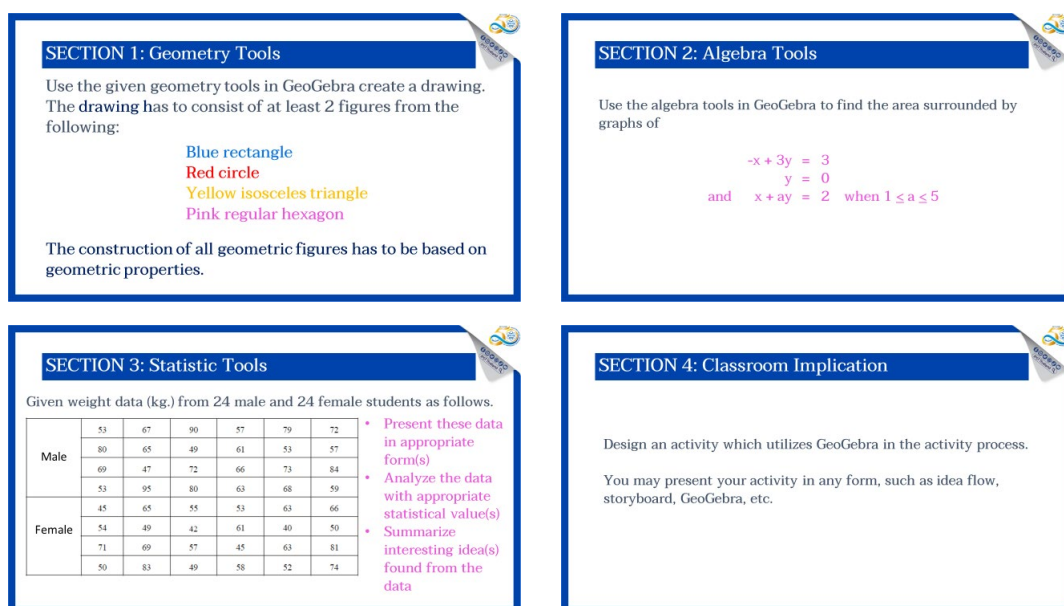 SECTION 1: Geometry Tools
Use the given geometry tools in GeoGebra create a drawing.
The drawing has to consist of at least 2 figures from the
following:
Blue rectangle
Red circle
Yellow isosceles triangle
Pink regular hexagon
The construction of all geometric figures has to be based on
geometric properties.
SECTION 2: Algebra Tools
Use the algebra tools in GeoGebra to find the area surrounded by
graphs of
-x + 3y = 3
y = 0
and x + ay = 2 when 1 ≤ a ≤ 5
SECTION 3: Statistic Tools
Given weight data (kg.) from 24 male and 24 female students as follows.
Male
53 67 90 57 79 72
80 65 49 61 53 57
69 47 72 66 73 84
53 95 80 63 68 59
Female
45 65 55 53 63 66
54 49 42 61 40 50
71 69 57 45 63 81
50 83 49 58 52 74
• Present these data
in appropriate
form(s)
• Analyze the data
with appropriate
statistical value(s)
• Summarize
interesting idea(s)
found from the
data
SECTION 4: Classroom Implication
Design an activity which utilizes GeoGebra in the activity process.
You may present your activity in any form, such as idea flow,
storyboard, GeoGebra, etc.